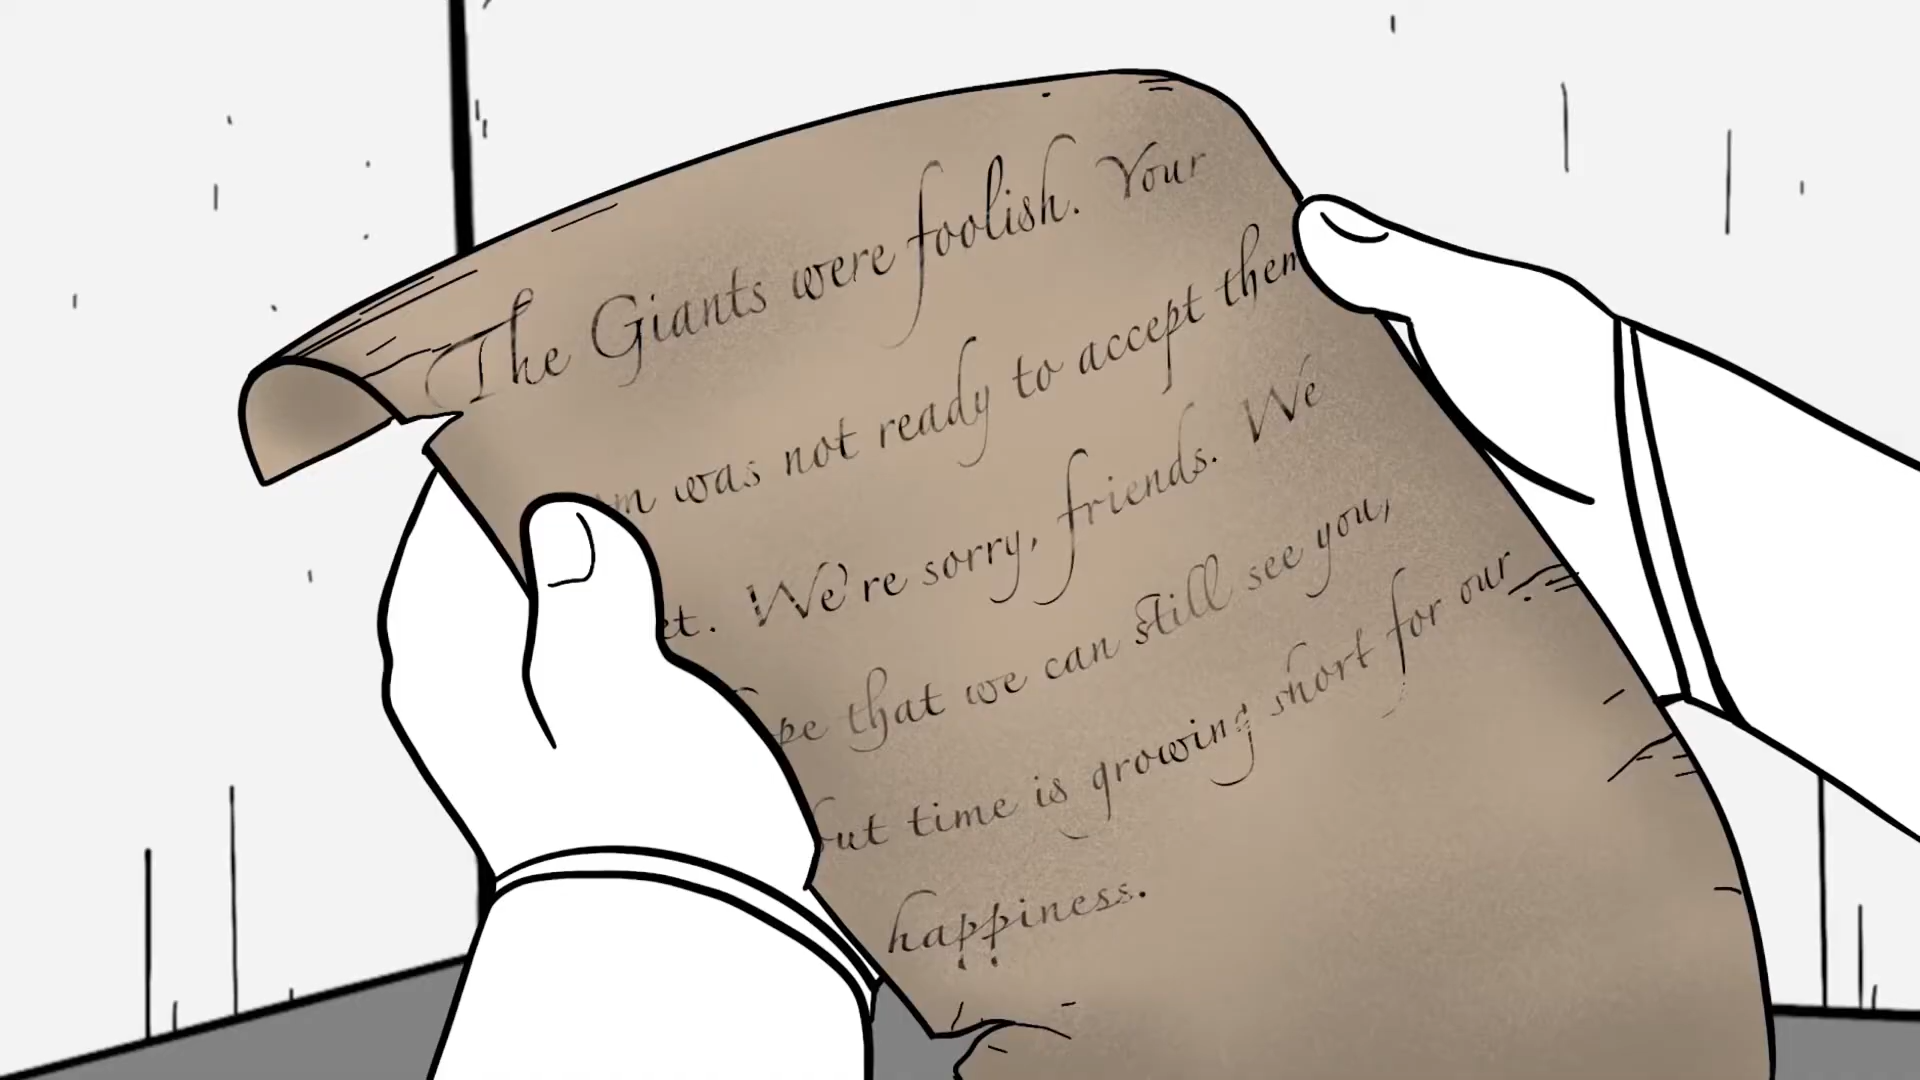 The Giants were foolish. Your
was not ready to accept them
We're sorry, friends. We
that we can still see you,
but time is growing short for our
happiness.